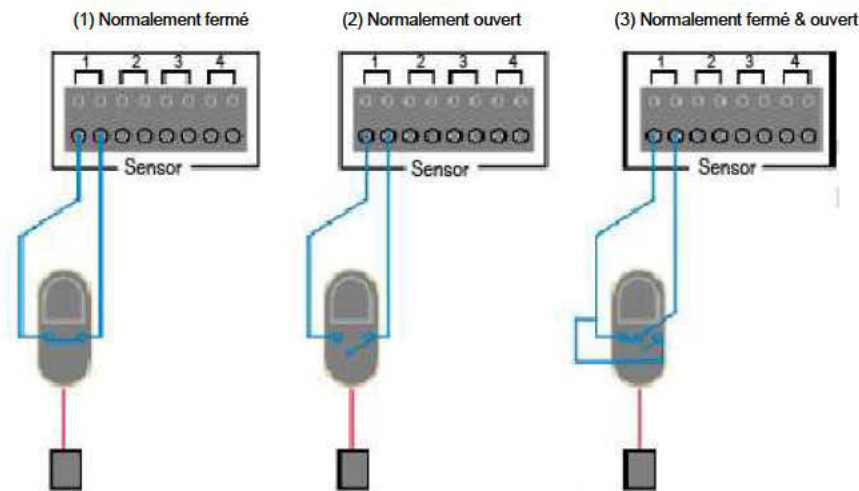 (1) Normalement fermé (2) Normalement ouvert (3) Normalement fermé & ouvert
1 2 3 4 1 2 3 4 1 2 3 4
Sensor Sensor Sensor